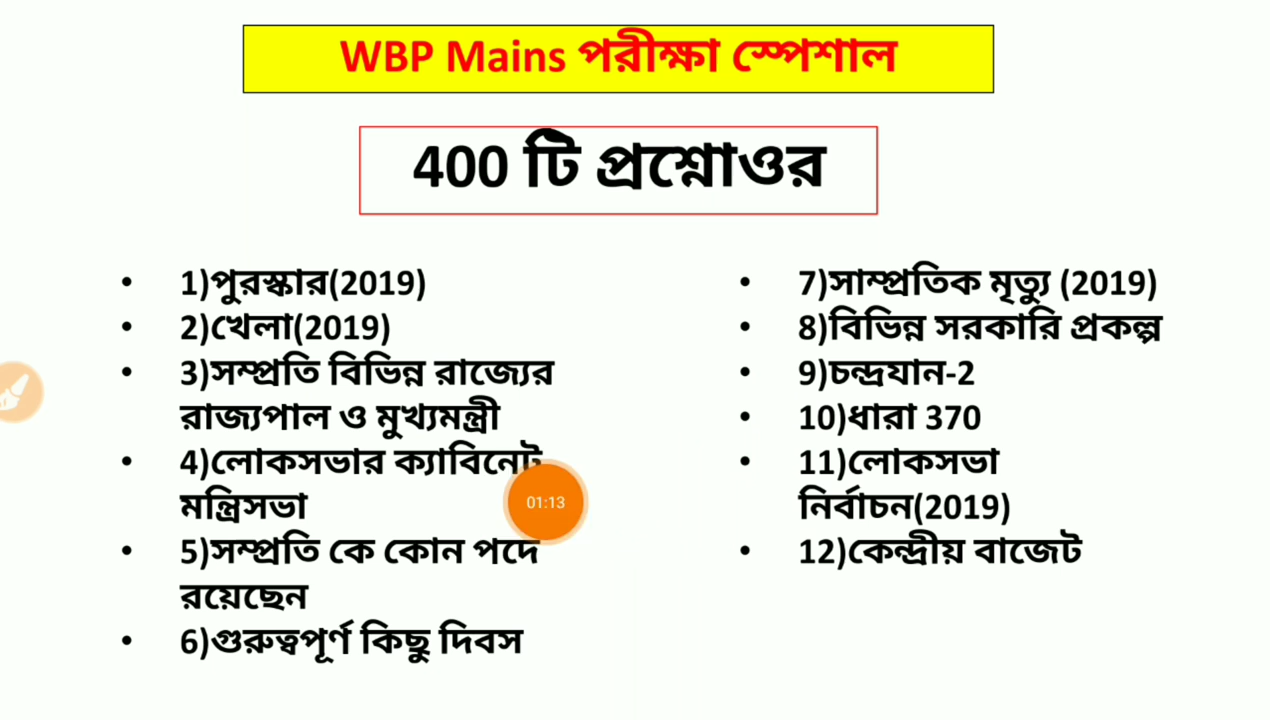 WBP Mains পরীক্ষা স্পেশাল
400 টি প্রশ্নোওর
• 1)পুরস্কার(2019)
• 2)খেলা(2019)
• 3)সম্প্রতি বিভিন্ন রাজ্যের
রাজ্যপাল ও মুখ্যমন্ত্রী
• 4)লোকসভার ক্যাবিনেট
মন্ত্রিসভা
01:13
• 5)সম্প্রতি কে কোন পদে
রয়েছেন
• 6)গুরুত্বপূর্ণ কিছু দিবস
• 7)সাম্প্রতিক মৃত্যু (2019)
• 8)বিভিন্ন সরকারি প্রকল্প
• 9)চন্দ্রযান-2
• 10)ধারা 370
• 11)লোকসভা
নির্বাচন(2019)
• 12)কেন্দ্রীয় বাজেট